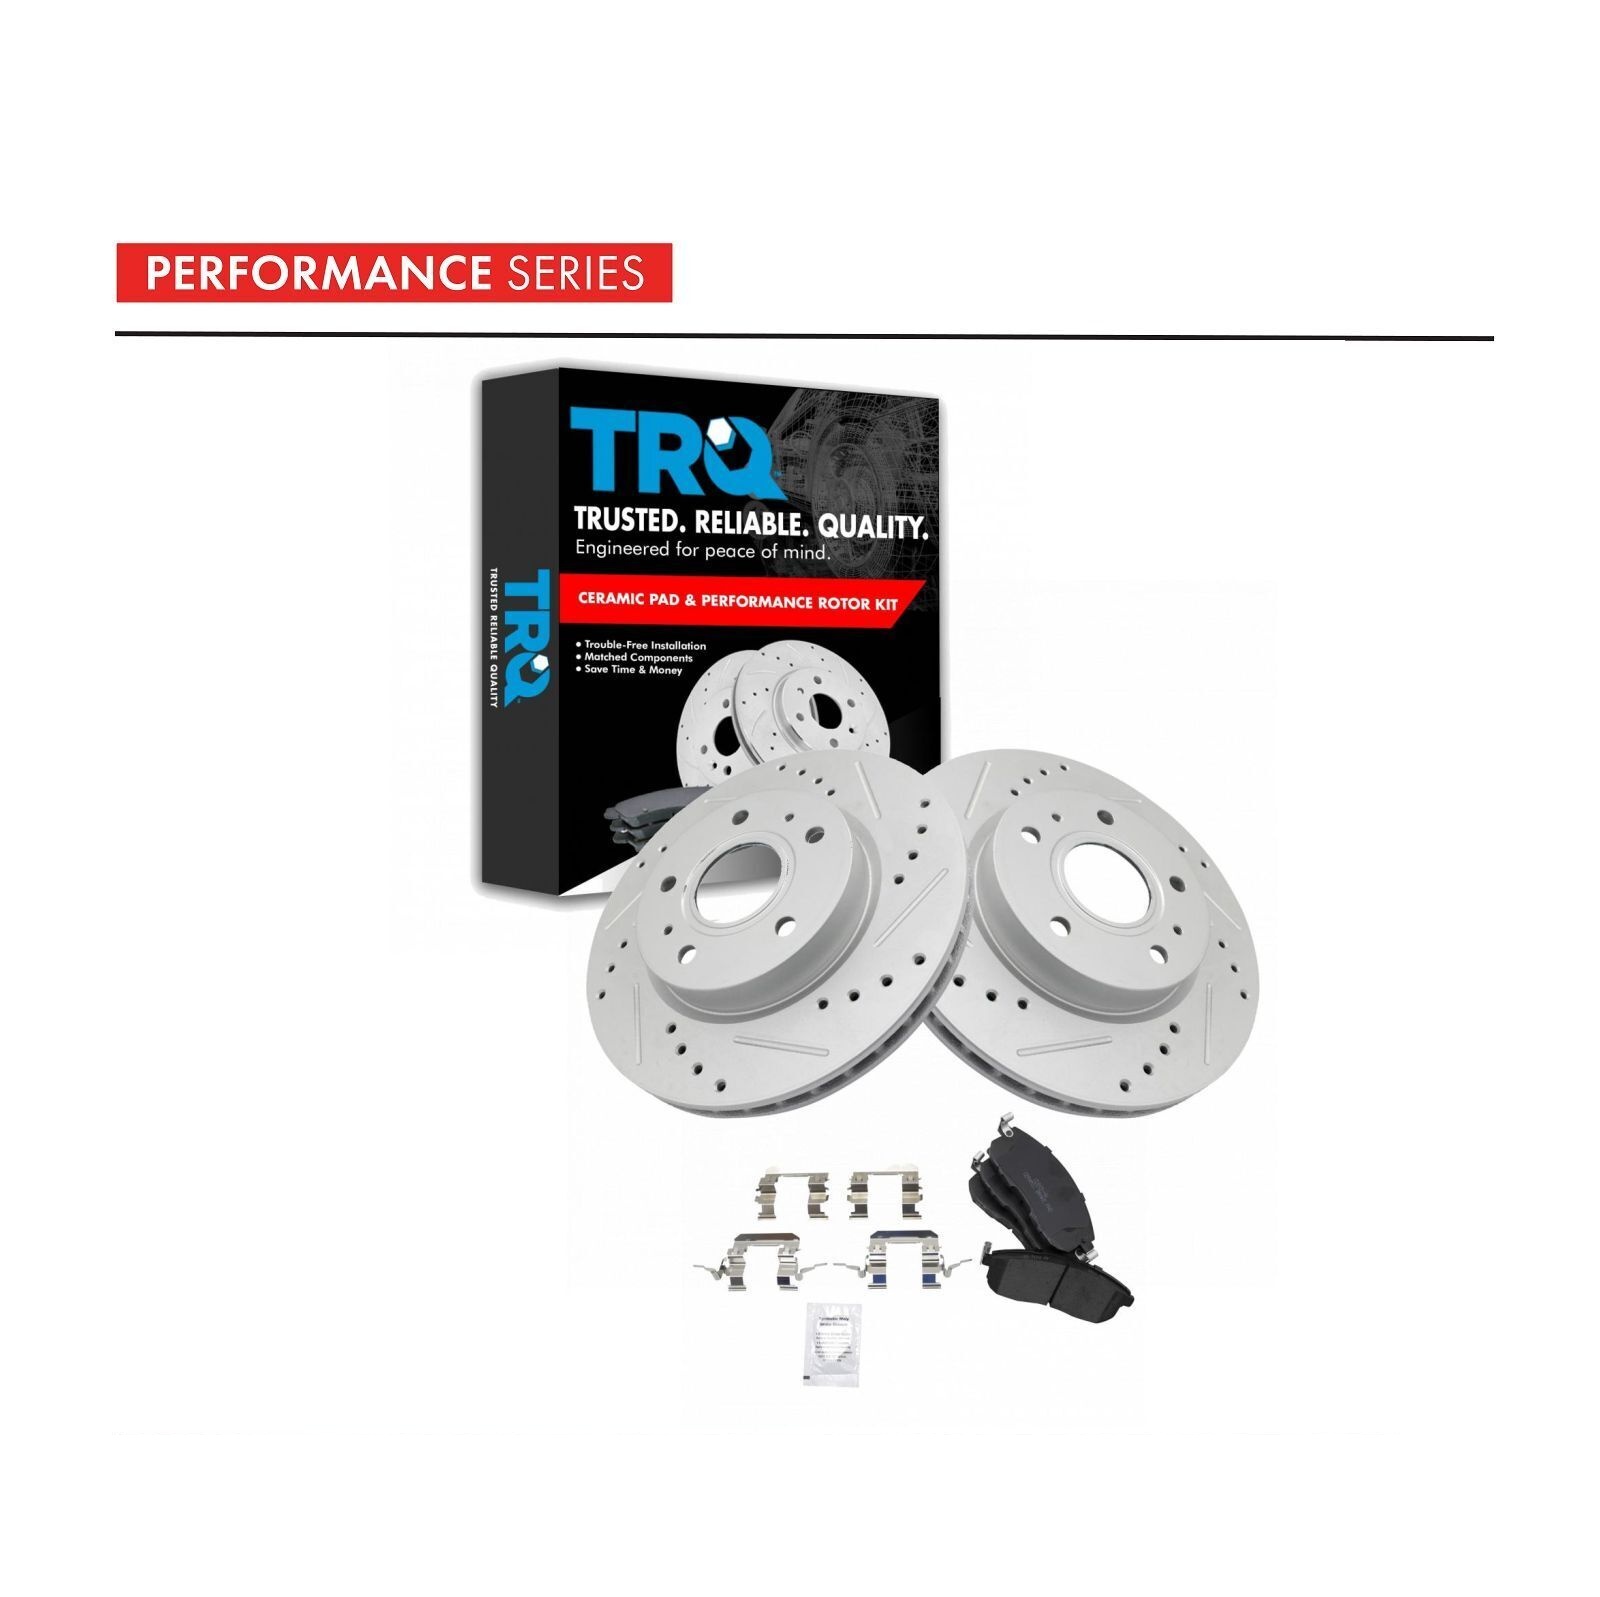 PERFORMANCE SERIES
TRQ™
TRUSTED. RELIABLE. QUALITY.
Engineered for peace of mind.
CERAMIC PAD & PERFORMANCE ROTOR KIT
• Trouble-Free Installation
• Matched Components
• Save Time & Money
TRQ
TRUSTED RELIABLE QUALITY